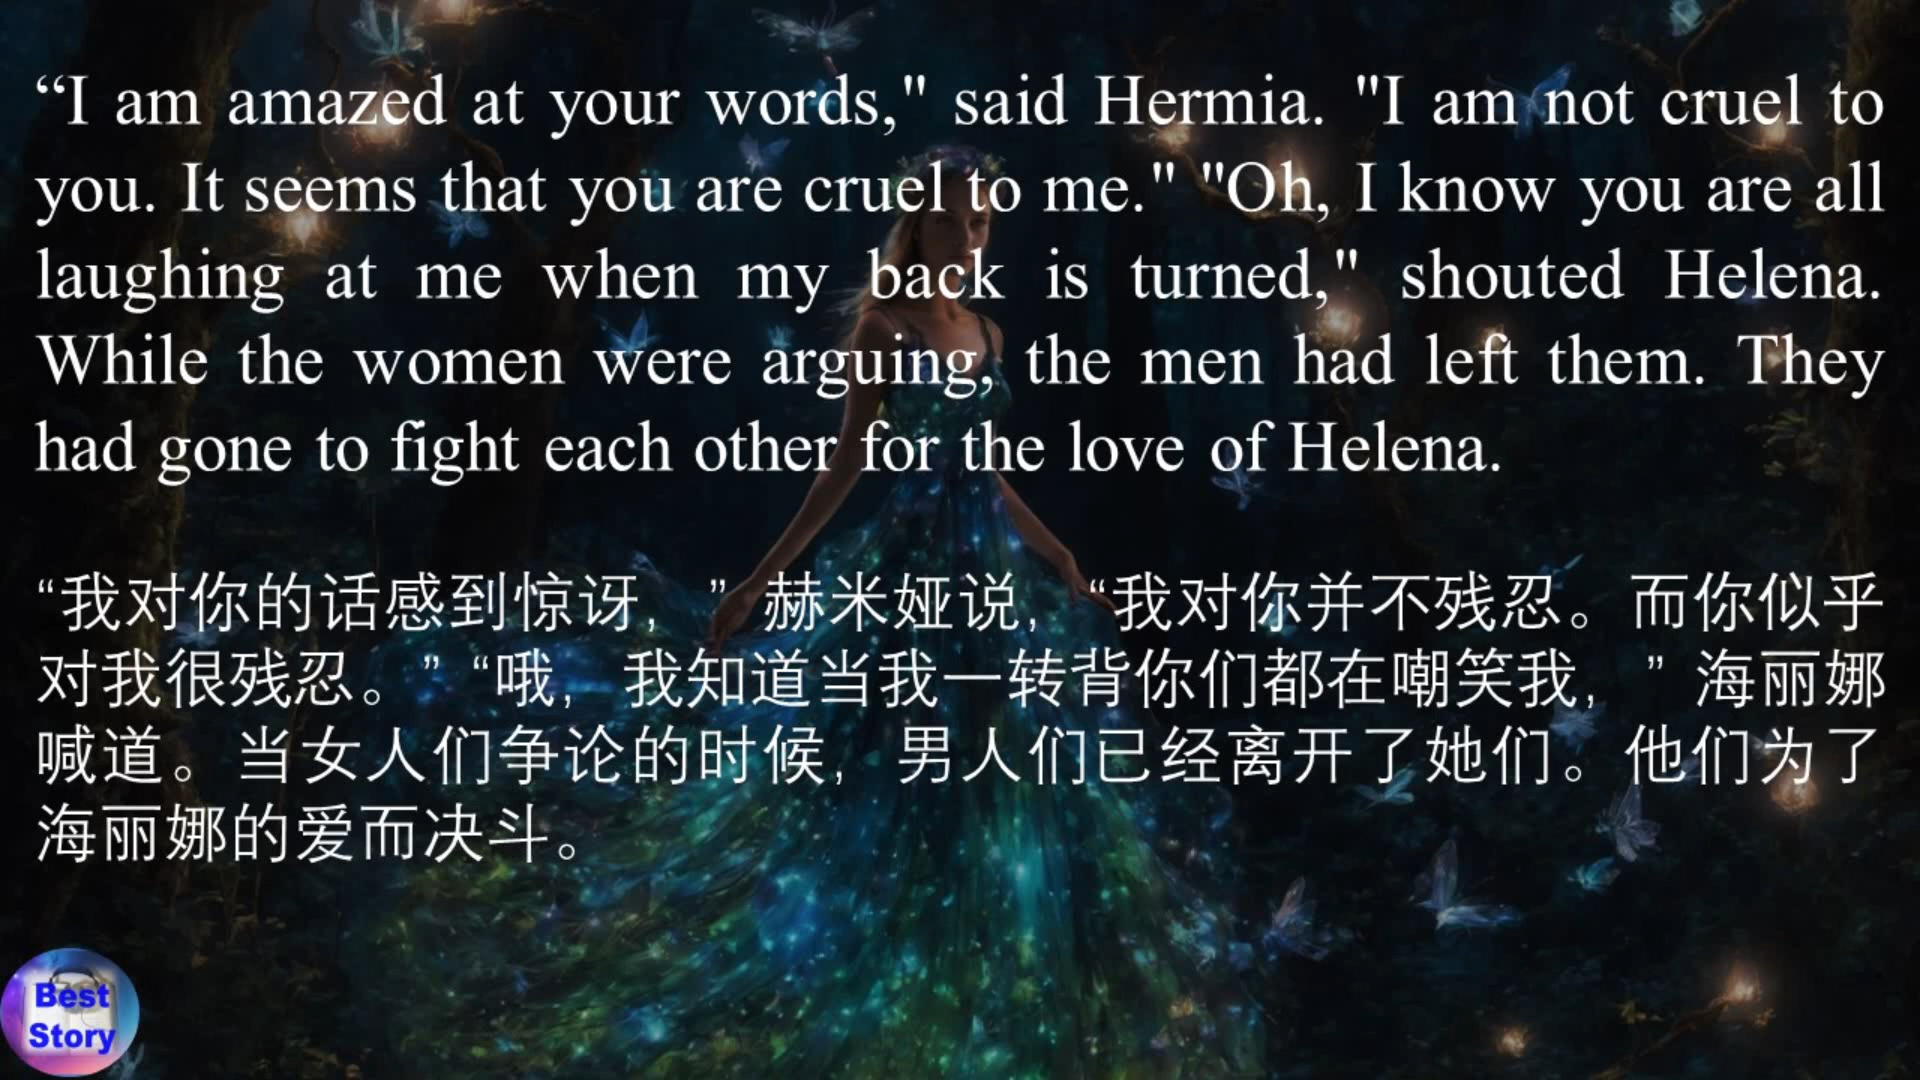 “I am amazed at your words," said Hermia. "I am not cruel to
you. It seems that you are cruel to me." "Oh, I know you are all
laughing at me when my back is turned," shouted Helena.
While the women were arguing, the men had left them. They
had gone to fight each other for the love of Helena.
“我对你的话感到惊讶，” 赫米娅说，“我对你并不残忍。而你似乎
对我很残忍。” “哦，我知道当我一转背你们都在嘲笑我，” 海丽娜
喊道。当女人们争论的时候，男人们已经离开了她们。他们为了
海丽娜的爱而决斗。
Best
Story